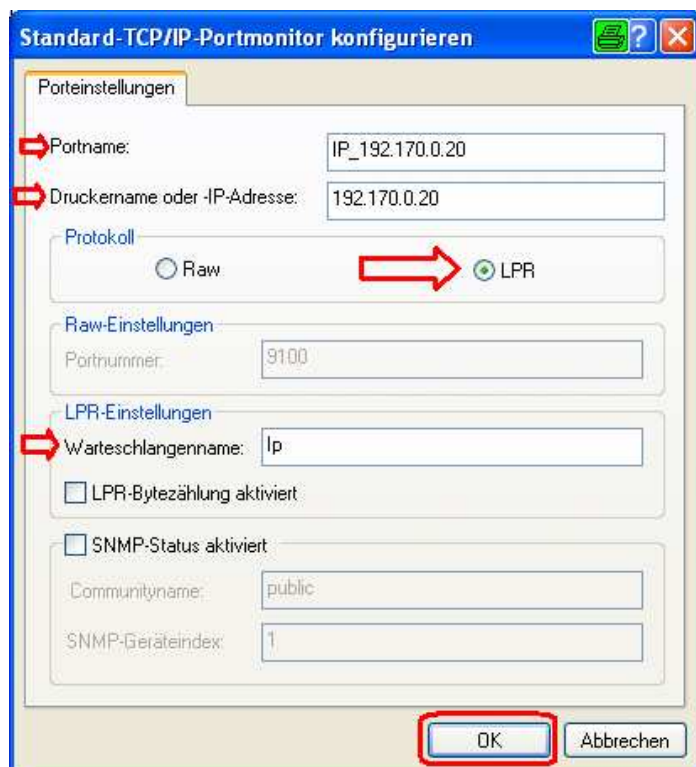 Standard-TCP/IP-Portmonitor konfigurieren
?
Porteinstellungen
Portname: IP_192.170.0.20
Druckername oder -IP-Adresse: 192.170.0.20
Protokoll
Raw LPR
Raw-Einstellungen
Portnummer: 9100
LPR-Einstellungen
Warteschlangenname: lp
LPR-Bytezählung aktiviert
SNMP-Status aktiviert
Communityname: public
SNMP-Geräteindex: 1
OK Abbrechen